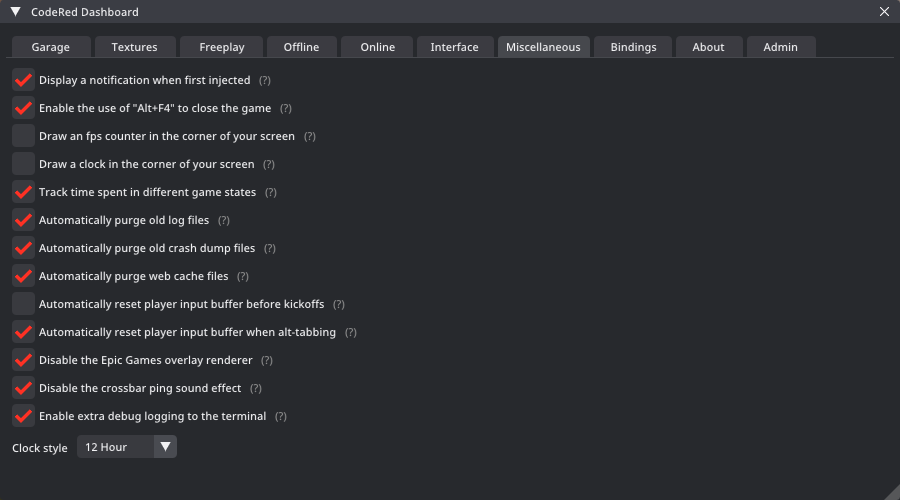 CodeRed Dashboard
Garage Textures Freeplay Offline Online Interface Miscellaneous Bindings About Admin
Display a notification when first injected (?)
Enable the use of "Alt+F4" to close the game (?)
Draw an fps counter in the corner of your screen (?)
Draw a clock in the corner of your screen (?)
Track time spent in different game states (?)
Automatically purge old log files (?)
Automatically purge old crash dump files (?)
Automatically purge web cache files (?)
Automatically reset player input buffer before kickoffs (?)
Automatically reset player input buffer when alt-tabbing (?)
Disable the Epic Games overlay renderer (?)
Disable the crossbar ping sound effect (?)
Enable extra debug logging to the terminal (?)
Clock style 12 Hour